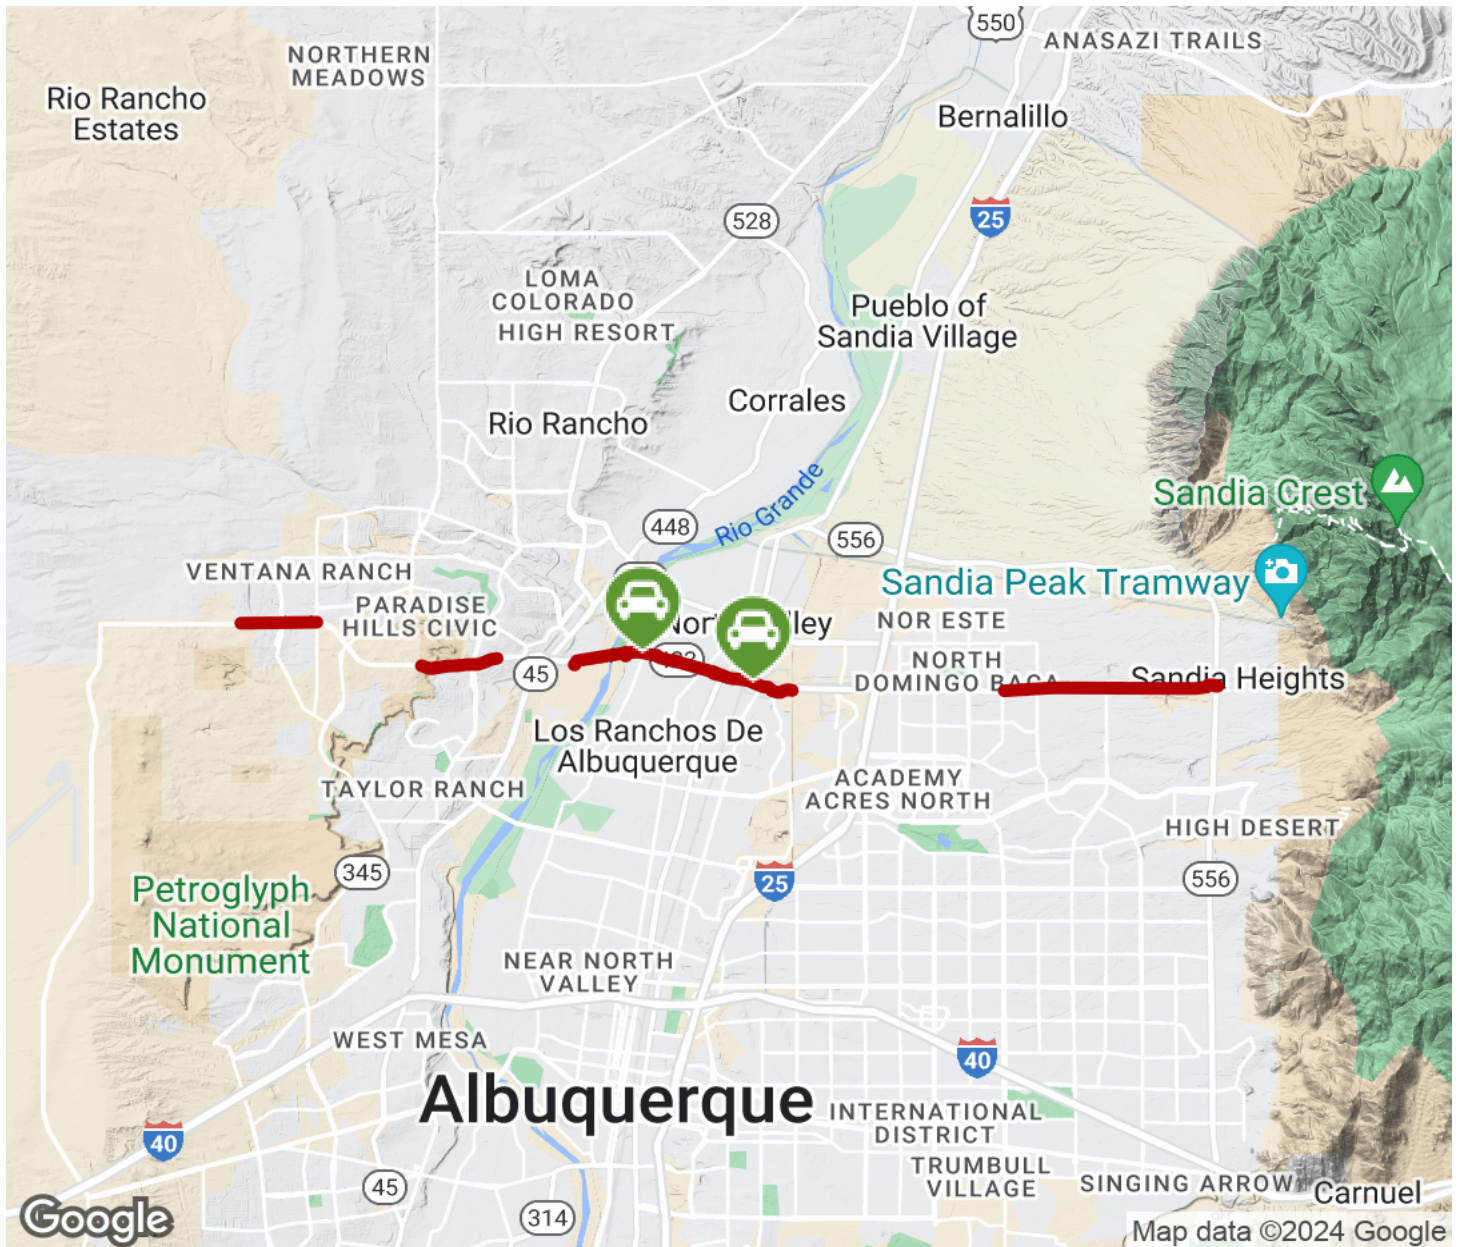 550
ANASAZI TRAILS
NORTHERN
MEADOWS
Rio Rancho
Estates
Bernalillo
25
528
LOMA
COLORADO
HIGH RESORT
Pueblo of
Sandia Village
Corrales
Rio Rancho
Rio Grande
Sandia Crest
448
556
VENTANA RANCH
Sandia Peak Tramway
PARADISE
HILLS CIVIC
NOR ESTE
NORTH
DOMINGO BACA
45
Sandia Heights
Los Ranchos De
Albuquerque
TAYLOR RANCH
ACADEMY
ACRES NORTH
HIGH DESERT
345
25
556
Petroglyph
National
Monument
NEAR NORTH
VALLEY
WEST MESA
40
Albuquerque
INTERNATIONAL
DISTRICT
40
TRUMBULL
VILLAGE
SINGING ARROW
Carnuel
45
314
Google
Map data ©2024 Google